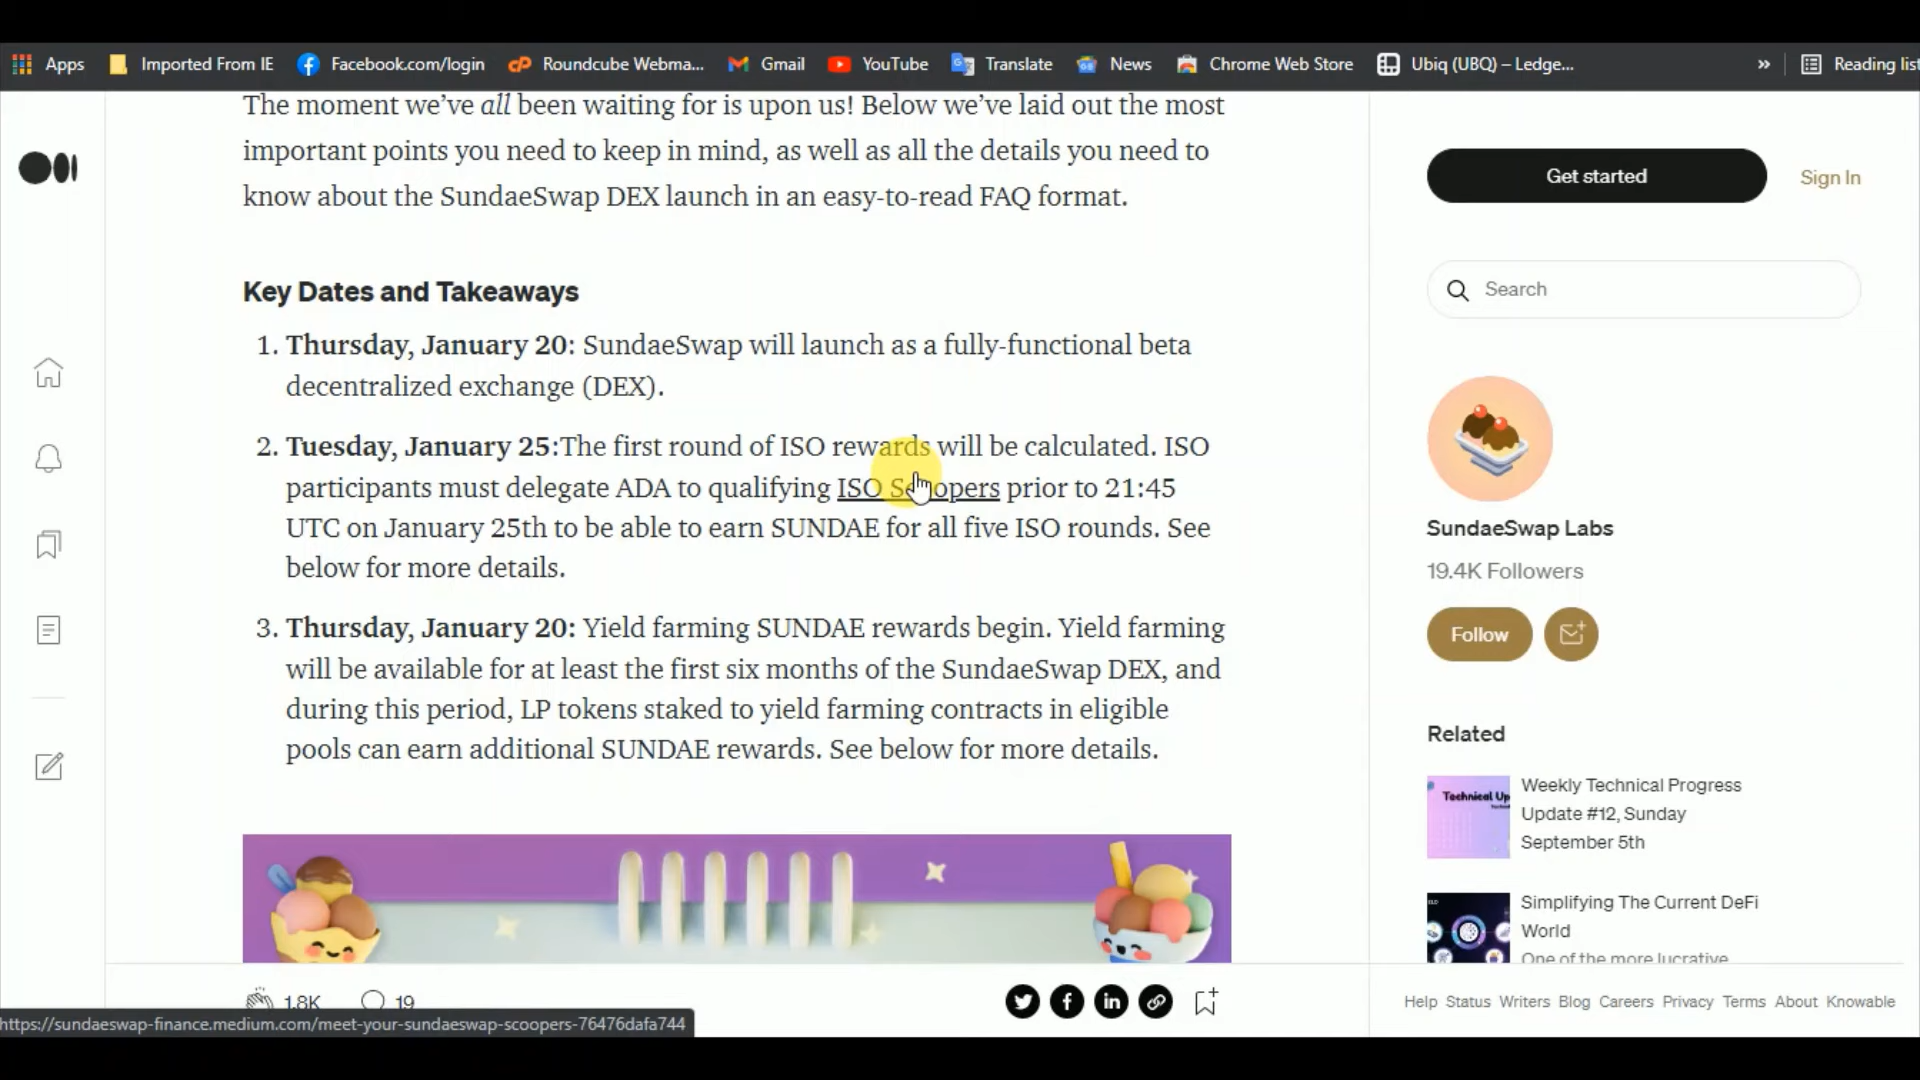 Apps Imported From IE Facebook.com/login Roundcube Webma... Gmail YouTube Translate News Chrome Web Store Ubiq (UBQ) – Ledge... » Reading list
The moment we've all been waiting for is upon us! Below we've laid out the most
important points you need to keep in mind, as well as all the details you need to
know about the SundaeSwap DEX launch in an easy-to-read FAQ format.
Key Dates and Takeaways
1. Thursday, January 20: SundaeSwap will launch as a fully-functional beta
decentralized exchange (DEX).
2. Tuesday, January 25:The first round of ISO rewards will be calculated. ISO
participants must delegate ADA to qualifying ISO Scoopers prior to 21:45
UTC on January 25th to be able to earn SUNDAE for all five ISO rounds. See
below for more details.
3. Thursday, January 20: Yield farming SUNDAE rewards begin. Yield farming
will be available for at least the first six months of the SundaeSwap DEX, and
during this period, LP tokens staked to yield farming contracts in eligible
pools can earn additional SUNDAE rewards. See below for more details.
1.8K 19
https://sundaeswap-finance.medium.com/meet-your-sundaeswap-scoopers-76476dafa744
Get started Sign In
Search
SundaeSwap Labs
19.4K Followers
Follow
Related
Technical Up
Weekly Technical Progress
Update #12, Sunday
September 5th
Simplifying The Current DeFi
World
One of the more lucrative
Help Status Writers Blog Careers Privacy Terms About Knowable